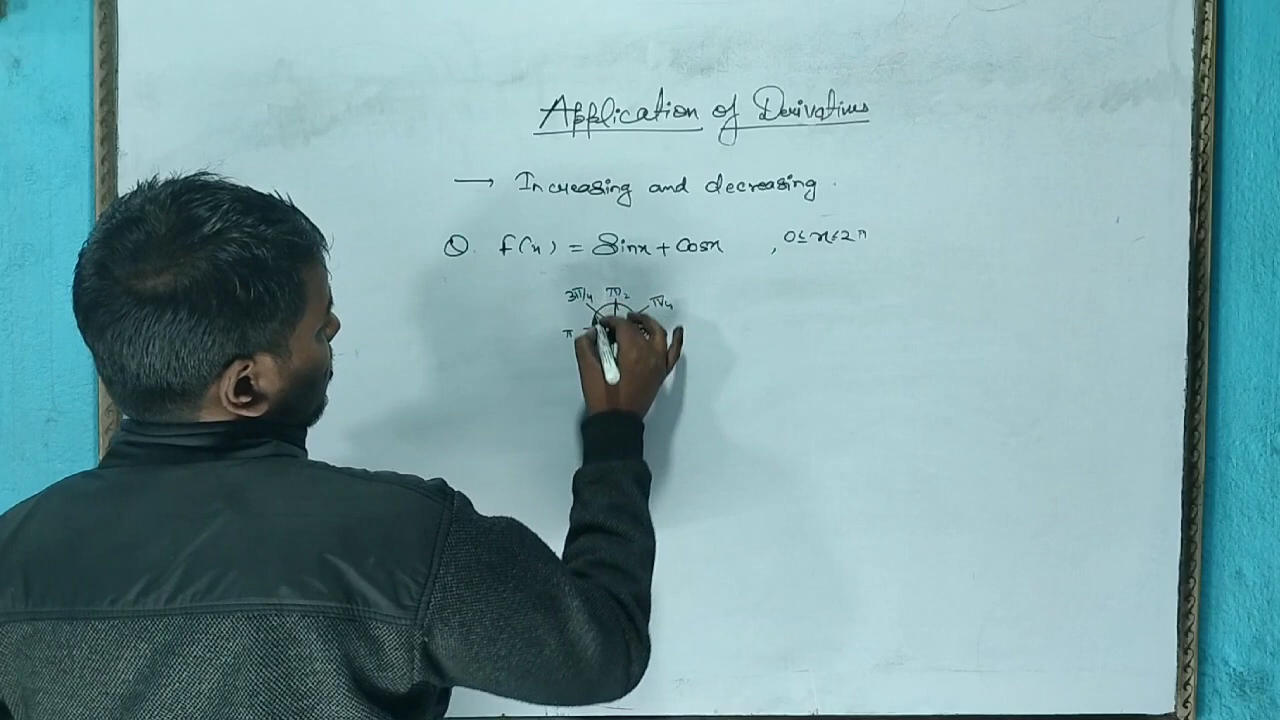 Application of Derivatives
→ Increasing and decreasing.
Q. f(x) = Sinx + Cosx , 0≤x≤2π
3π/4 π/2 π/4
π